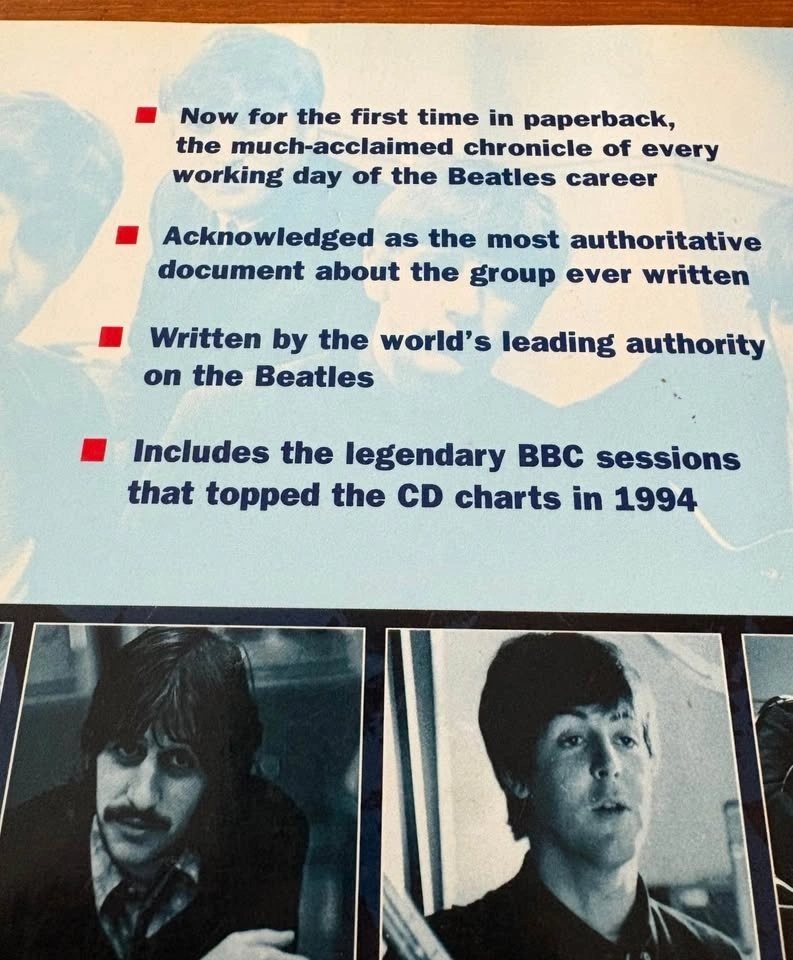 Now for the first time in paperback,
the much-acclaimed chronicle of every
working day of the Beatles career
Acknowledged as the most authoritative
document about the group ever written
Written by the world's leading authority
on the Beatles
Includes the legendary BBC sessions
that topped the CD charts in 1994